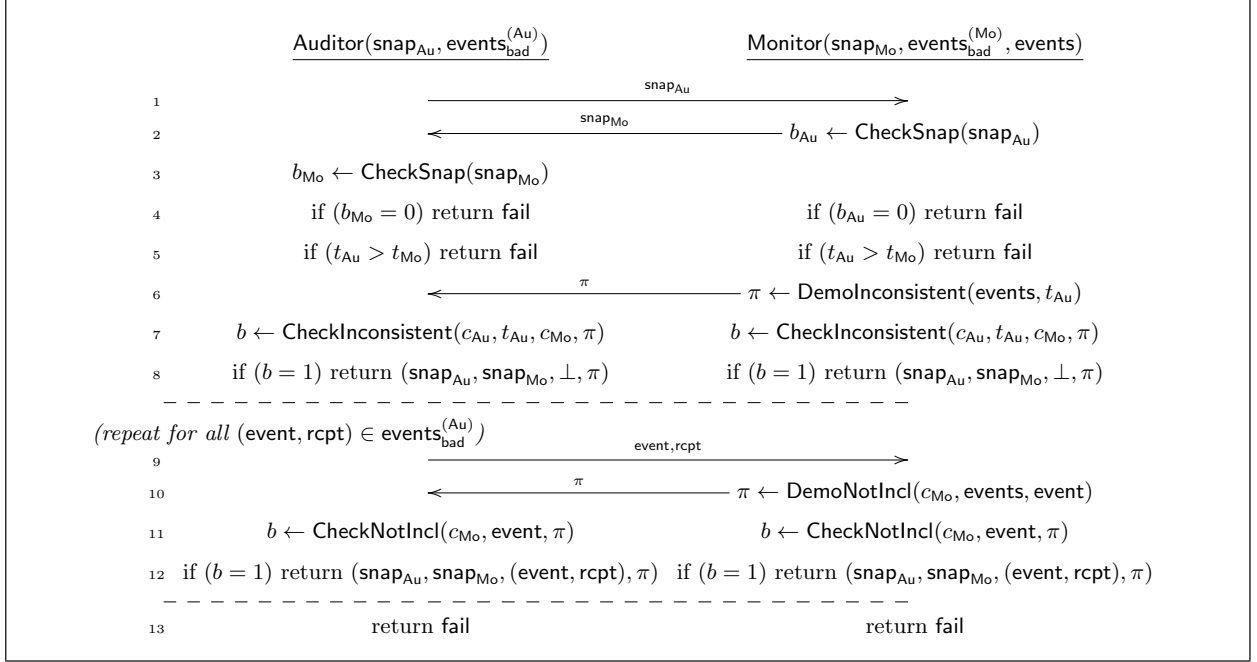 Auditor(snap_Au, events_bad^(Au)) Monitor(snap_Mo, events_bad^(Mo), events)
1 snap_Au
2 snap_Mo b_Au ← CheckSnap(snap_Au)
3 b_Mo ← CheckSnap(snap_Mo)
4 if (b_Mo = 0) return fail if (b_Au = 0) return fail
5 if (t_Au > t_Mo) return fail if (t_Au > t_Mo) return fail
6 π π ← DemoInconsistent(events, t_Au)
7 b ← CheckInconsistent(c_Au, t_Au, c_Mo, π) b ← CheckInconsistent(c_Au, t_Au, c_Mo, π)
8 if (b = 1) return (snap_Au, snap_Mo, ⊥, π) if (b = 1) return (snap_Au, snap_Mo, ⊥, π)
(repeat for all (event, rcpt) ∈ events_bad^(Au))
9 event,rcpt
10 π π ← DemoNotIncl(c_Mo, events, event)
11 b ← CheckNotIncl(c_Mo, event, π) b ← CheckNotIncl(c_Mo, event, π)
12 if (b = 1) return (snap_Au, snap_Mo, (event, rcpt), π) if (b = 1) return (snap_Au, snap_Mo, (event, rcpt), π)
13 return fail return fail